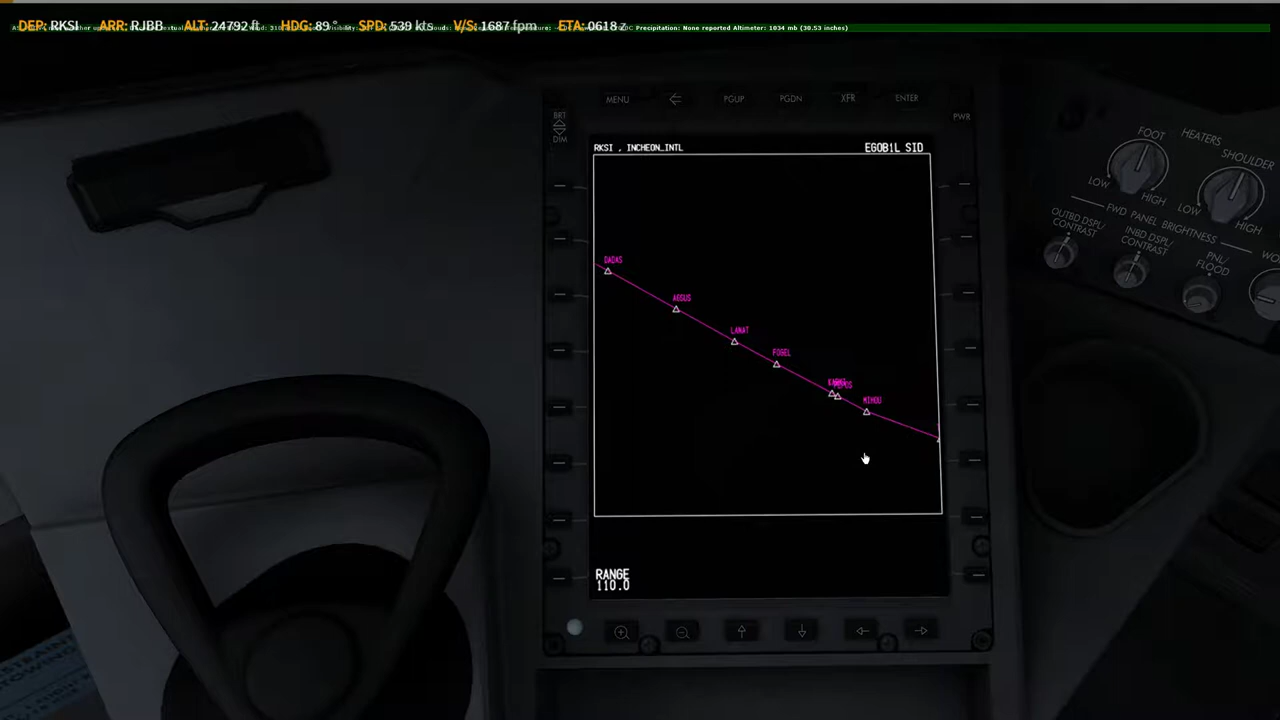 DEP: RKSI ARR: RJBB ALT: 24792 ft HDG: 89° SPD: 539 kts V/S: 1687 fpm ETA: 0618 z
Precipitation: None reported Altimeter: 1034 mb (30.53 inches)
MENU PGUP PGDN XFR ENTER
BRT
DIM
PWR
RKSI , INCHEON_INTL EGOB1L SID
DADAS
AGSUS
LANAT
FOGEL
MIHOU
RANGE
110.0
FOOT
HEATERS
SHOULDER
LOW
HIGH
LOW
HIGH
FWD PANEL BRIGHTNESS
OUTBD DSPL/
CONTRAST
INBD DSPL/
CONTRAST
PNL/
FLOOD